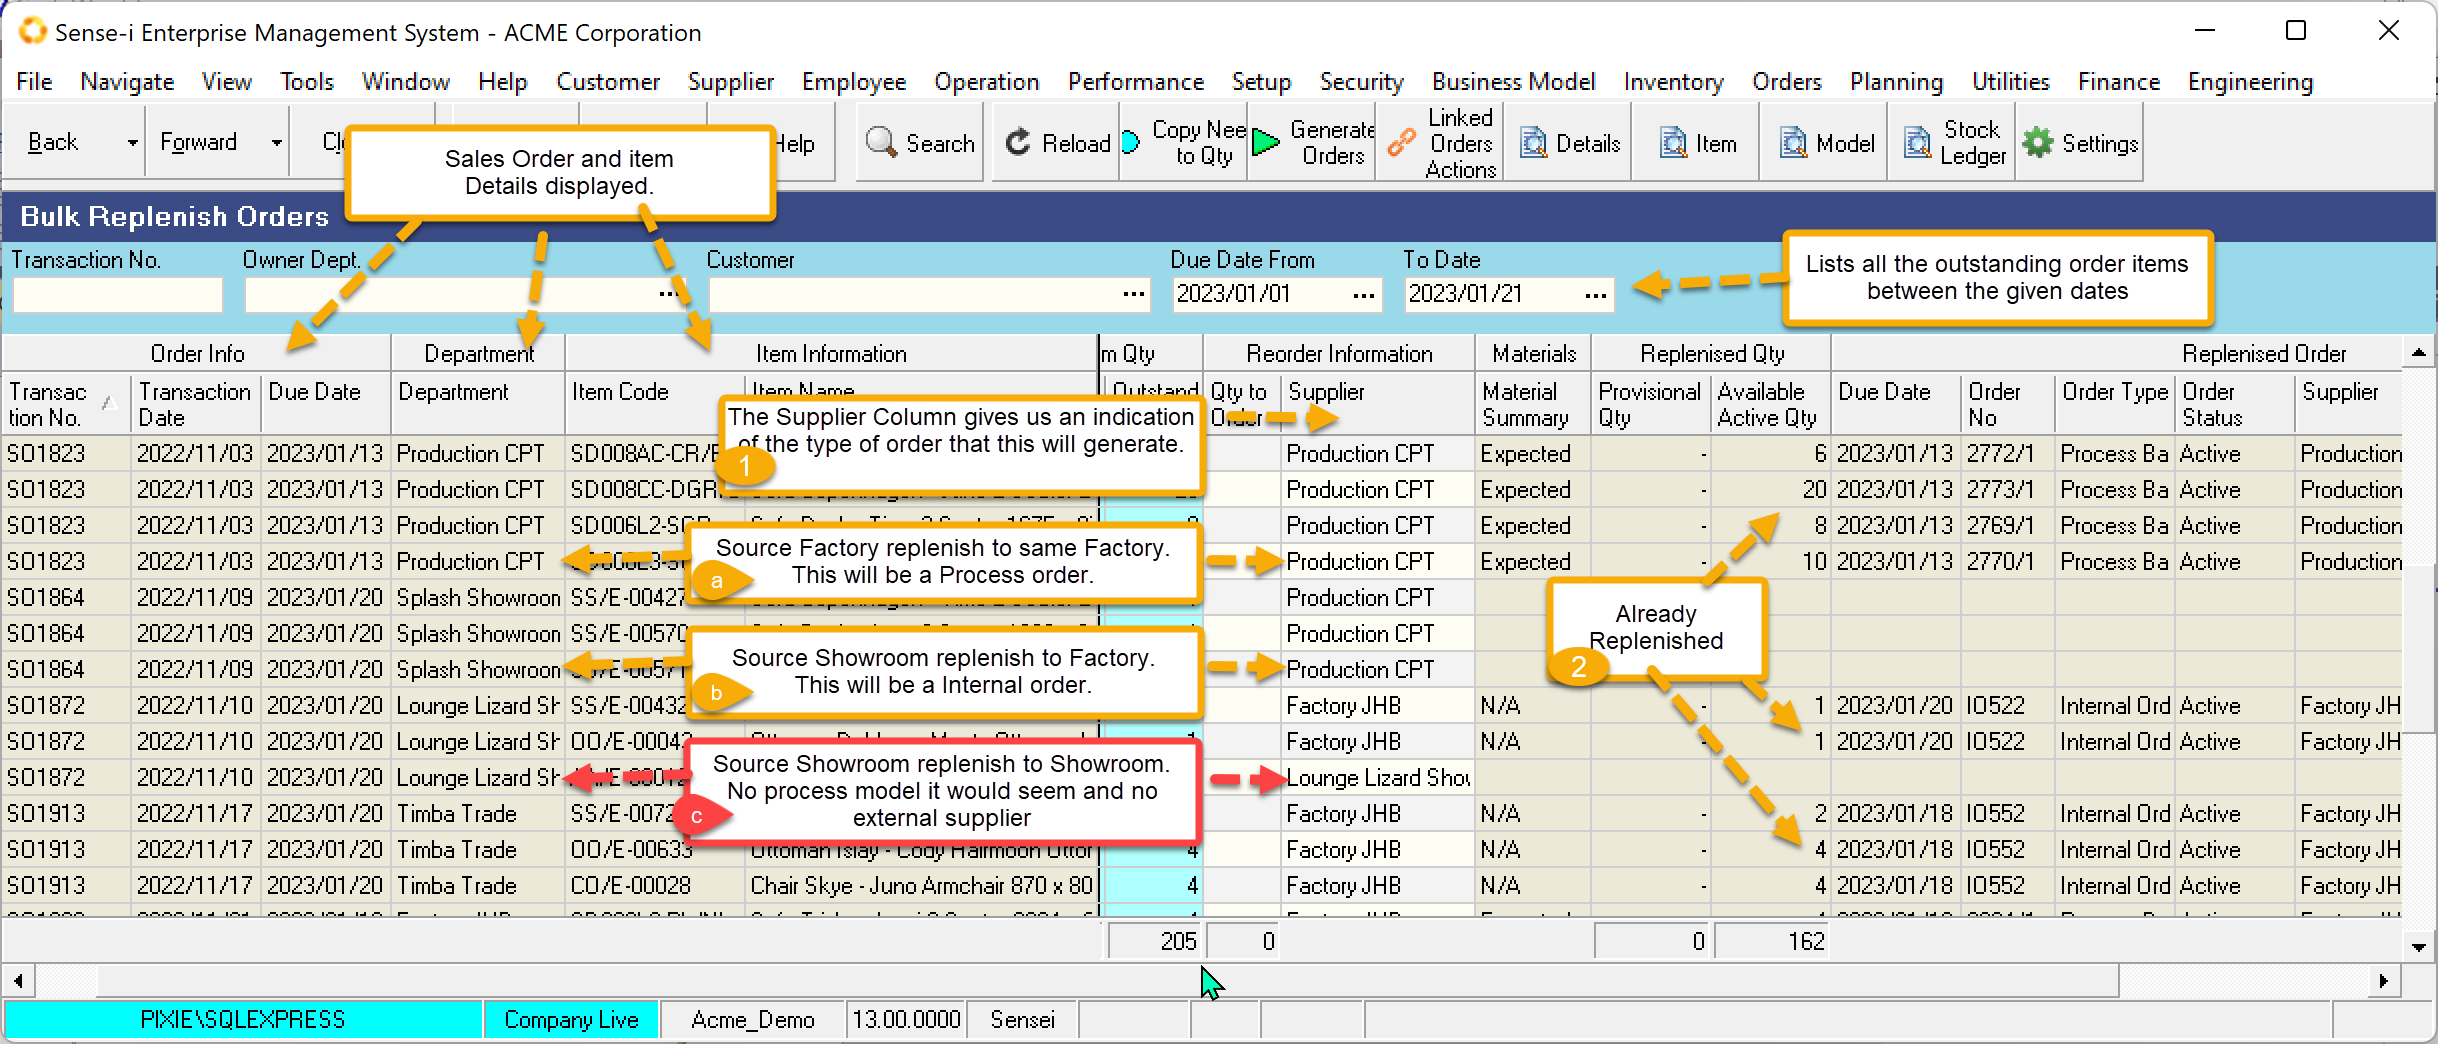 Sense-i Enterprise Management System - ACME Corporation
File Navigate View Tools Window Help Customer Supplier Employee Operation Performance Setup Security Business Model Inventory Orders Planning Utilities Finance Engineering
Back Forward Search Reload Copy Nee to Qty Generate Orders Linked Orders Actions Details Item Model Stock Ledger Settings
Sales Order and item
Details displayed.
Bulk Replenish Orders
Transaction No. Owner Dept. Customer Due Date From To Date
2023/01/01 ... 2023/01/21 ...
Lists all the outstanding order items
between the given dates
Order Info Department Item Information m Qty Reorder Information Materials Replenised Qty Replenised Order
Transac tion No. Transaction Date Due Date Department Item Code Item Name Outstand Qty to Order Supplier Material Summary Provisional Qty Available Active Qty Due Date Order No Order Type Order Status Supplier
The Supplier Column gives us an indication
of the type of order that this will generate.
1
SO1823 2022/11/03 2023/01/13 Production CPT SD008AC-CR/ Production CPT Expected - 6 2023/01/13 2772/1 Process Ba Active Production
SO1823 2022/11/03 2023/01/13 Production CPT SD008CC-DGR Production CPT Expected - 20 2023/01/13 2773/1 Process Ba Active Production
SO1823 2022/11/03 2023/01/13 Production CPT Production CPT Expected - 8 2023/01/13 2769/1 Process Ba Active Production
SO1823 2022/11/03 2023/01/13 Production CPT Production CPT Expected 10 2023/01/13 2770/1 Process Ba Active Production
Source Factory replenish to same Factory.
This will be a Process order.
a
SO1864 2022/11/09 2023/01/20 Splash Showroon SS/E-00427 Production CPT
SO1864 2022/11/09 2023/01/20 Splash Showroon SS/E-00570 Production CPT
SO1864 2022/11/09 2023/01/20 Splash Showroon Production CPT
Source Showroom replenish to Factory.
This will be a Internal order.
b
Already
Replenished
2
SO1872 2022/11/10 2023/01/20 Lounge Lizard Sh SS/E-00432 Factory JHB N/A - 1 2023/01/20 IO522 Internal Ord Active Factory JH
SO1872 2022/11/10 2023/01/20 Lounge Lizard Sh OO/E-00042 Factory JHB N/A - 1 2023/01/20 IO522 Internal Ord Active Factory JH
SO1872 2022/11/10 2023/01/20 Lounge Lizard Sh Lounge Lizard Show
Source Showroom replenish to Showroom.
No process model it would seem and no
external supplier
c
SO1913 2022/11/17 2023/01/20 Timba Trade SS/E-0072 Factory JHB N/A - 2 2023/01/18 IO552 Internal Ord Active Factory JH
SO1913 2022/11/17 2023/01/20 Timba Trade OO/E-00633 Ottoman Islay - Cody Hairmoon Ottor 4 Factory JHB N/A - 4 2023/01/18 IO552 Internal Ord Active Factory JH
SO1913 2022/11/17 2023/01/20 Timba Trade CO/E-00028 Chair Skye - Juno Armchair 870 x 80 4 Factory JHB N/A - 4 2023/01/18 IO552 Internal Ord Active Factory JH
205 0 0 162
PIXIE\SQLEXPRESS Company Live Acme_Demo 13.00.0000 Sensei